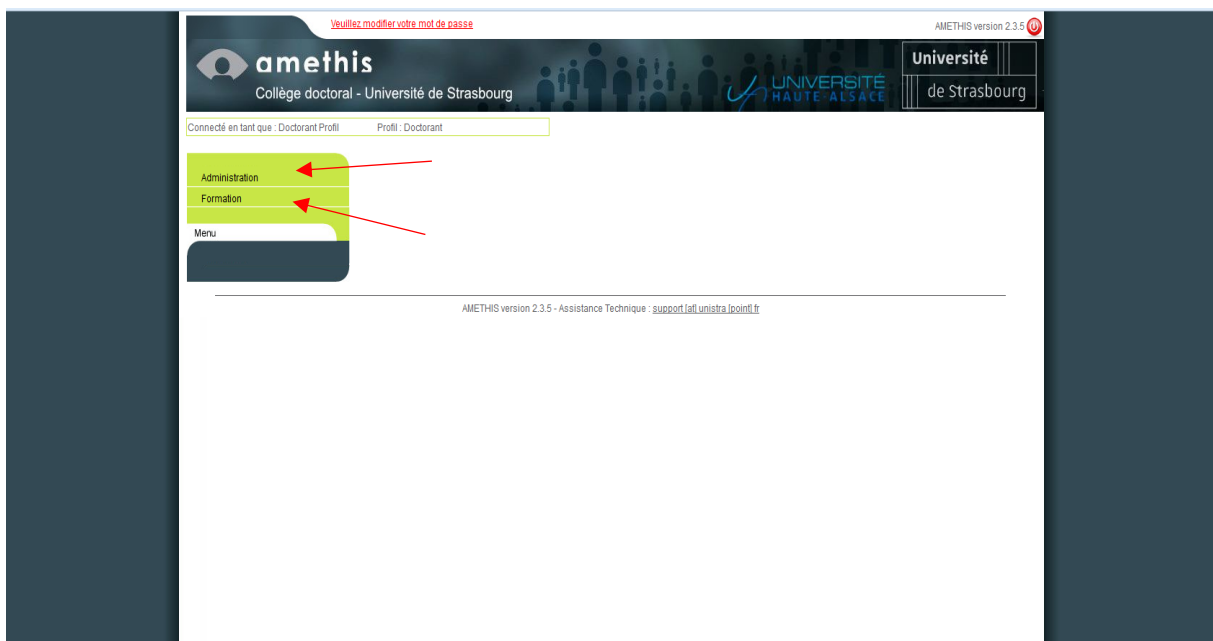 Veuillez modifier votre mot de passe
AMETHIS version 2.3.5
amethis
Collège doctoral - Université de Strasbourg
UNIVERSITÉ
HAUTE-ALSACE
Université
de Strasbourg
Connecté en tant que : Doctorant Profil Profil : Doctorant
Administration
Formation
Menu
AMETHIS version 2.3.5 - Assistance Technique : support [at] unistra [point] fr